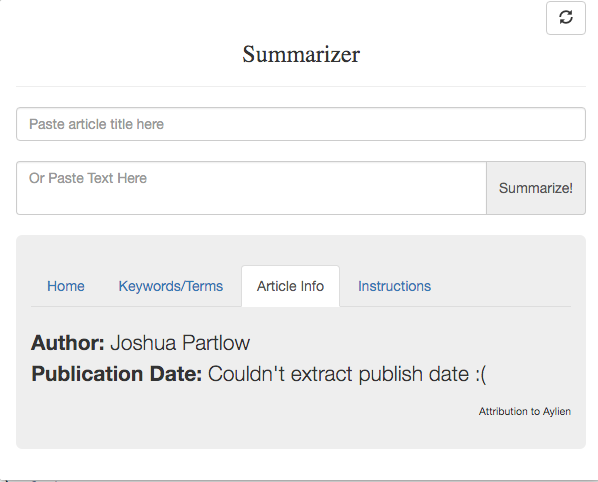 Summarizer
Paste article title here
Or Paste Text Here
Summarize!
Home Keywords/Terms Article Info Instructions
Author: Joshua Partlow
Publication Date: Couldn't extract publish date :(
Attribution to Aylien